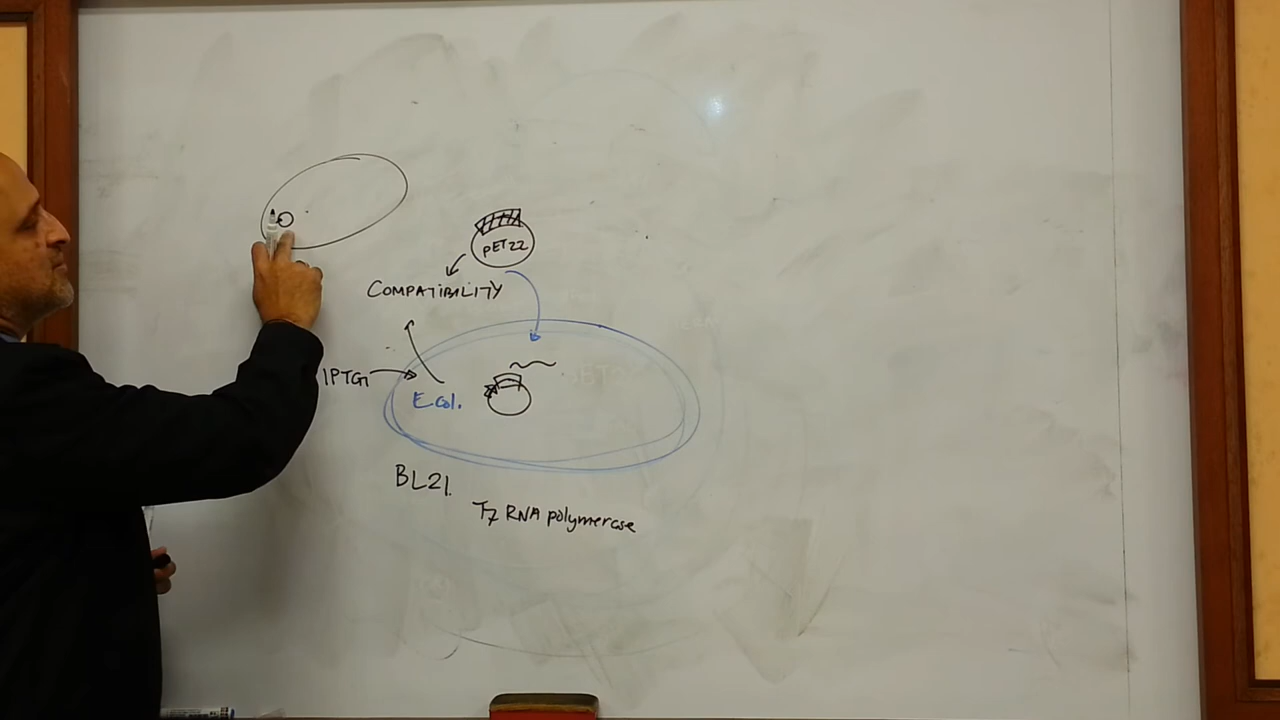 pET22
COMPATIBILITY
IPTG
E.coli
BL21.
T7 RNA polymerase